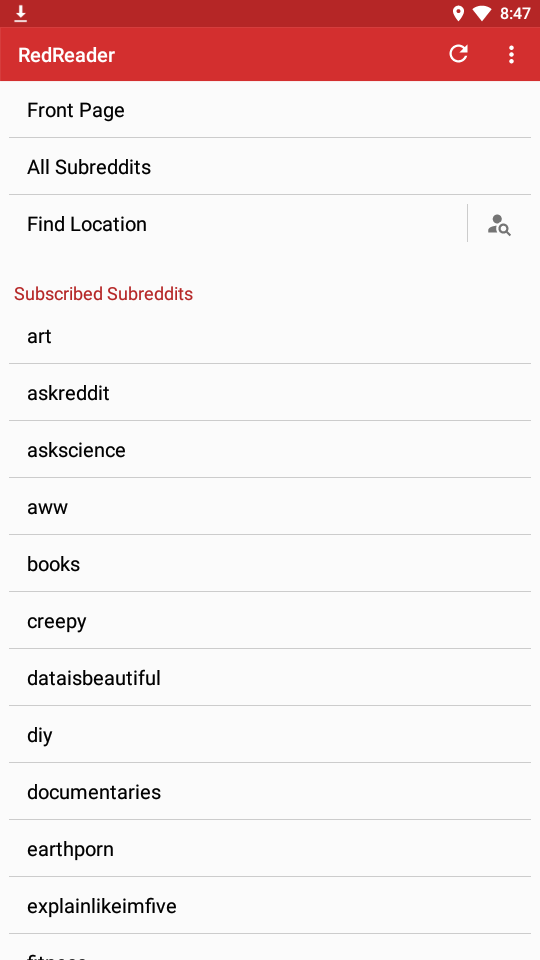 8:47
RedReader
Front Page
All Subreddits
Find Location
Subscribed Subreddits
art
askreddit
askscience
aww
books
creepy
dataisbeautiful
diy
documentaries
earthporn
explainlikeimfive